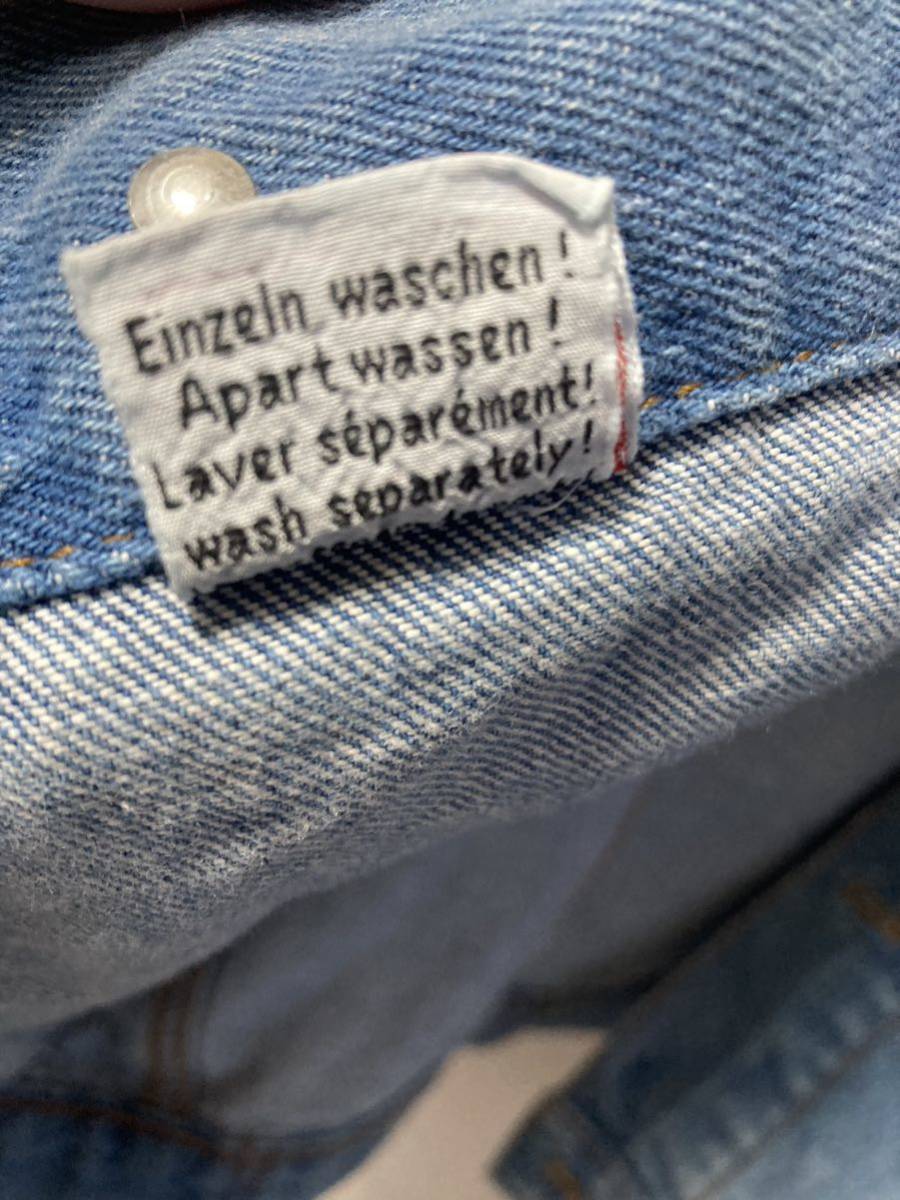 Einzeln waschen!
Apart wassen!
Laver séparément!
wash separately!